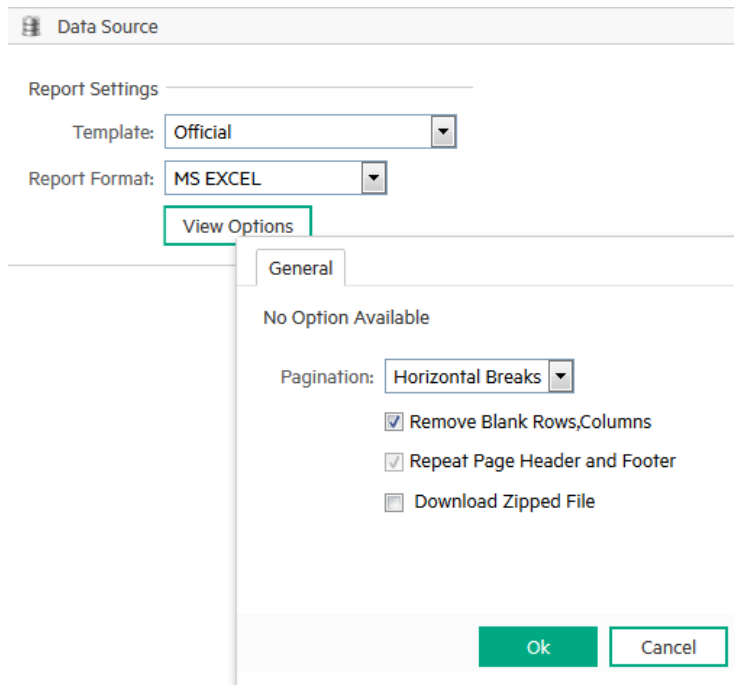 Data Source
Report Settings
Template: Official
Report Format: MS EXCEL
View Options
General
No Option Available
Pagination: Horizontal Breaks
Remove Blank Rows,Columns
Repeat Page Header and Footer
Download Zipped File
Ok Cancel